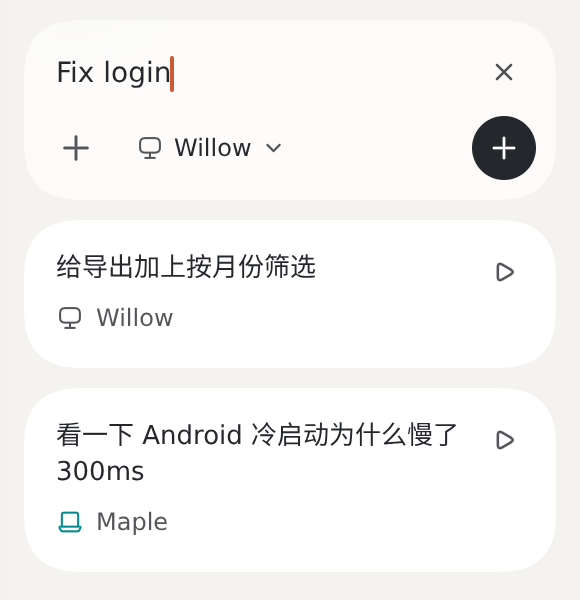 Fix login
Willow
给导出加上按月份筛选
Willow
看一下 Android 冷启动为什么慢了
300ms
Maple